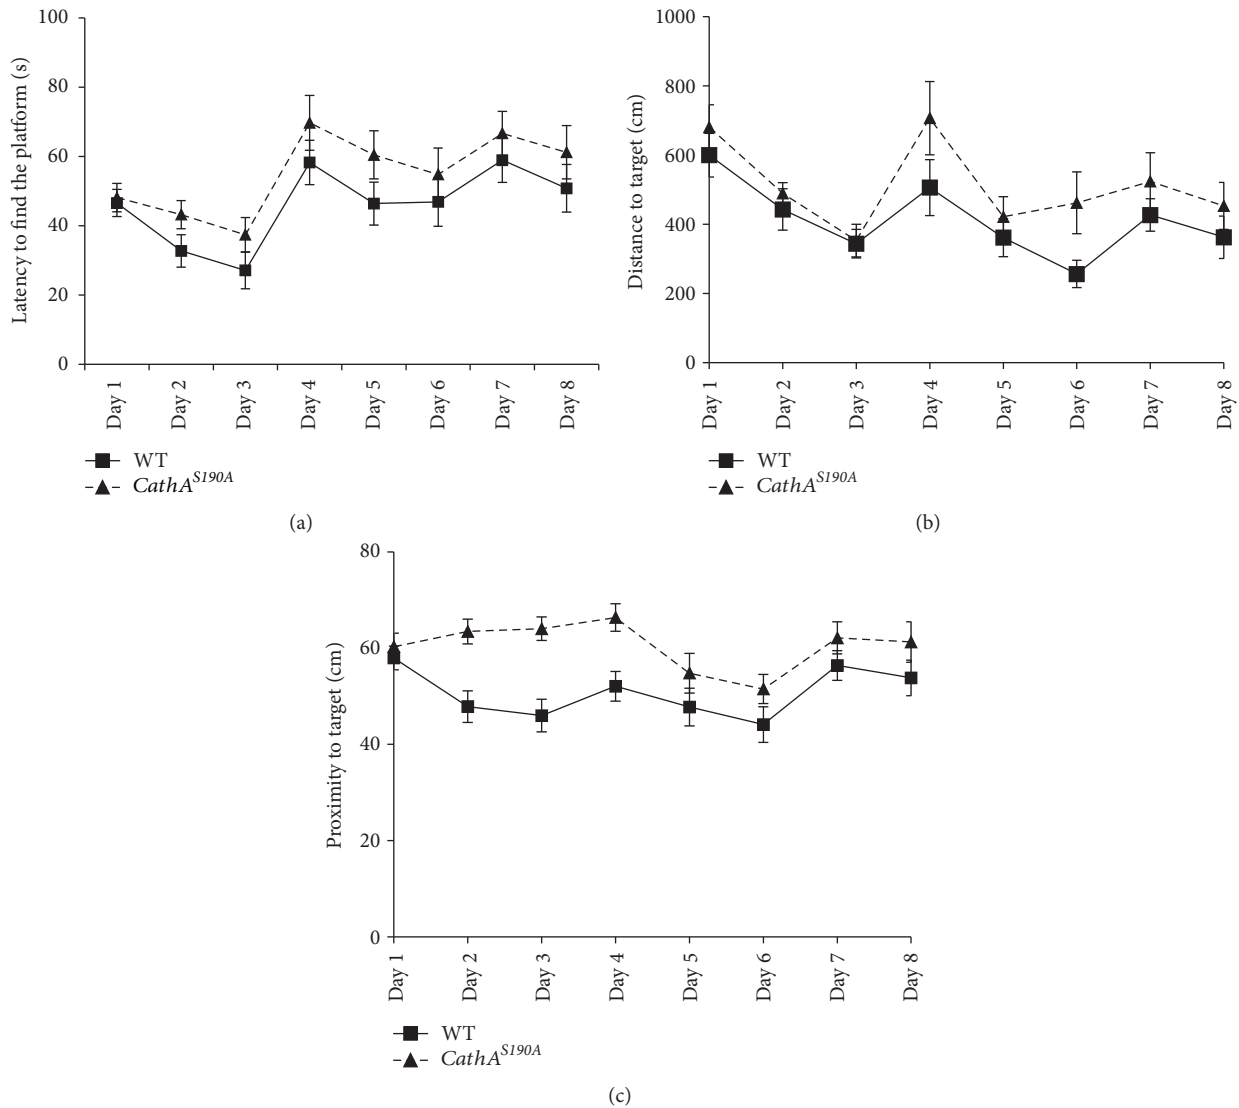 Latency to find the platform (s)
100
80
60
40
20
0
Day 1
Day 2
Day 3
Day 4
Day 5
Day 6
Day 7
Day 8
WT
CathA^S190A
(a)
Distance to target (cm)
1000
800
600
400
200
0
Day 1
Day 2
Day 3
Day 4
Day 5
Day 6
Day 7
Day 8
WT
CathA^S190A
(b)
Proximity to target (cm)
80
60
40
20
0
Day 1
Day 2
Day 3
Day 4
Day 5
Day 6
Day 7
Day 8
WT
CathA^S190A
(c)